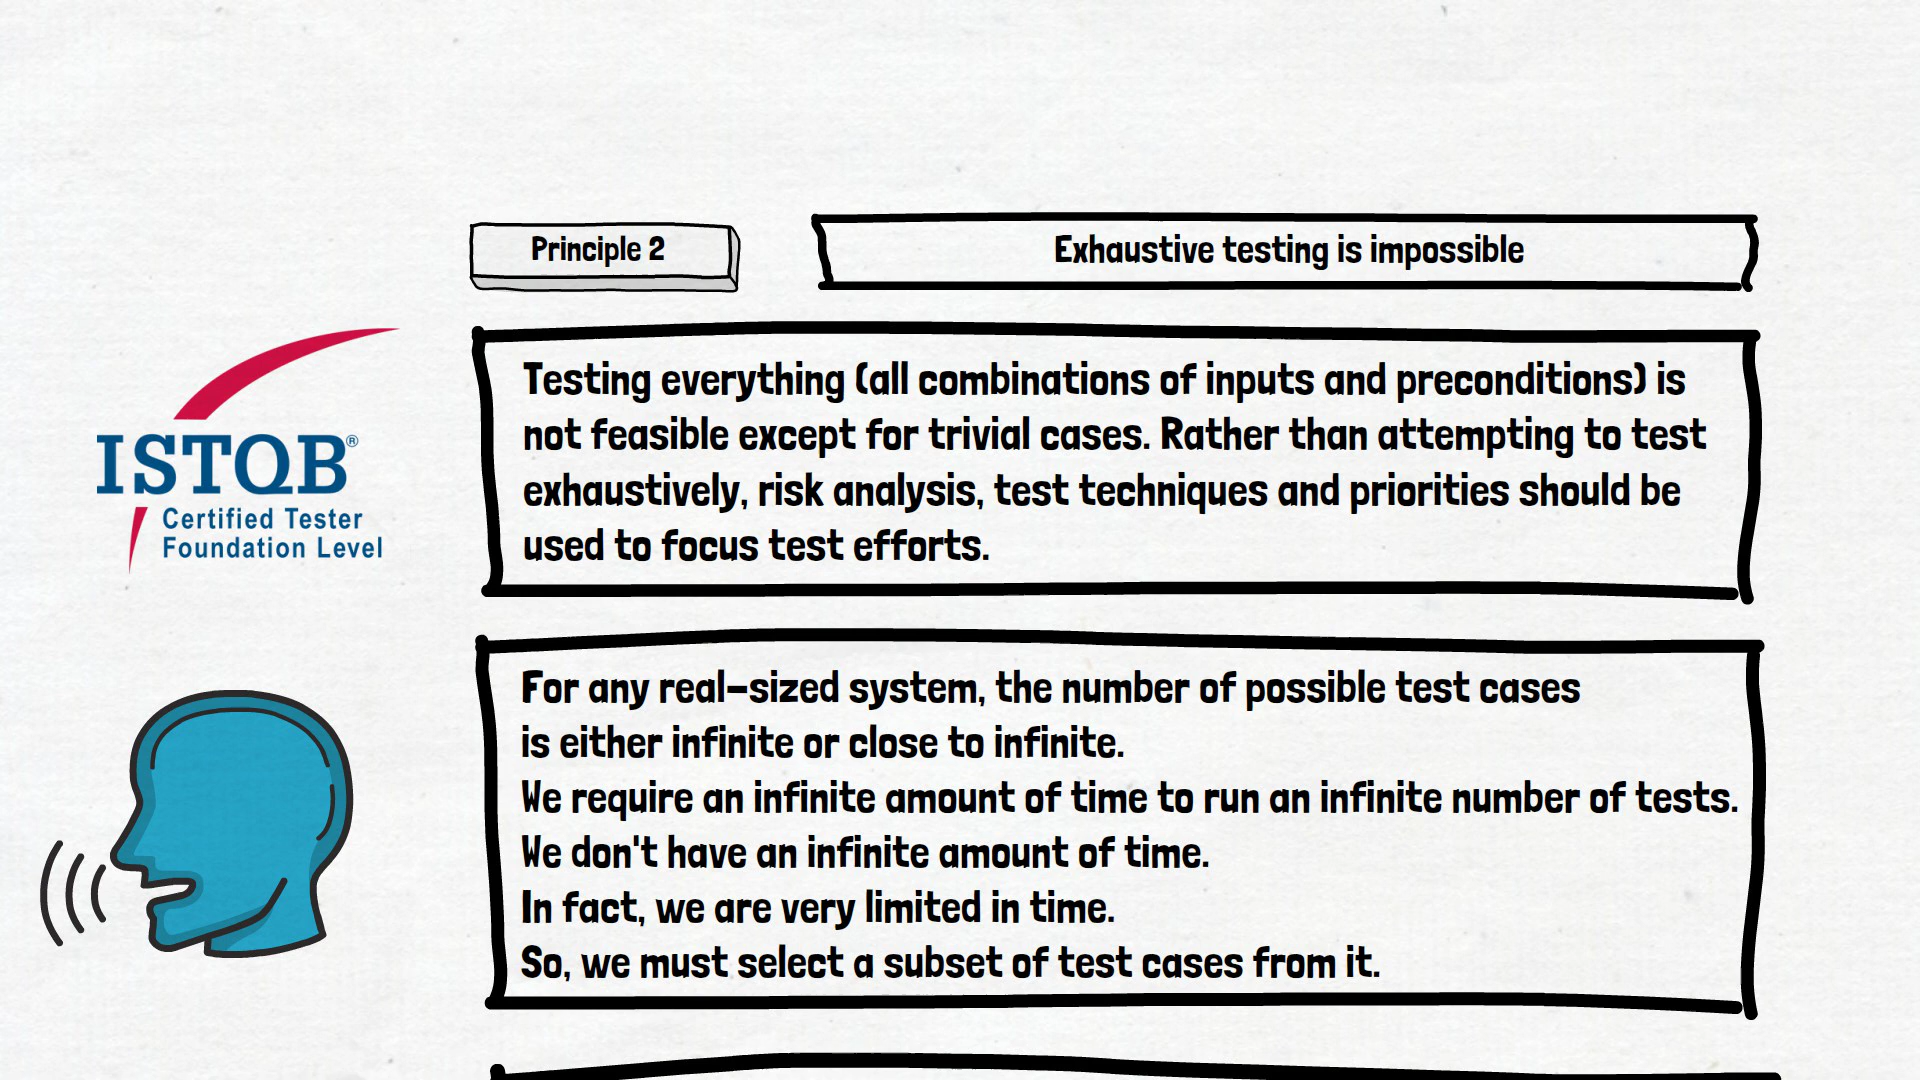 Principle 2
Exhaustive testing is impossible
ISTQB®
Certified Tester
Foundation Level
Testing everything (all combinations of inputs and preconditions) is
not feasible except for trivial cases. Rather than attempting to test
exhaustively, risk analysis, test techniques and priorities should be
used to focus test efforts.
For any real-sized system, the number of possible test cases
is either infinite or close to infinite.
We require an infinite amount of time to run an infinite number of tests.
We don't have an infinite amount of time.
In fact, we are very limited in time.
So, we must select a subset of test cases from it.